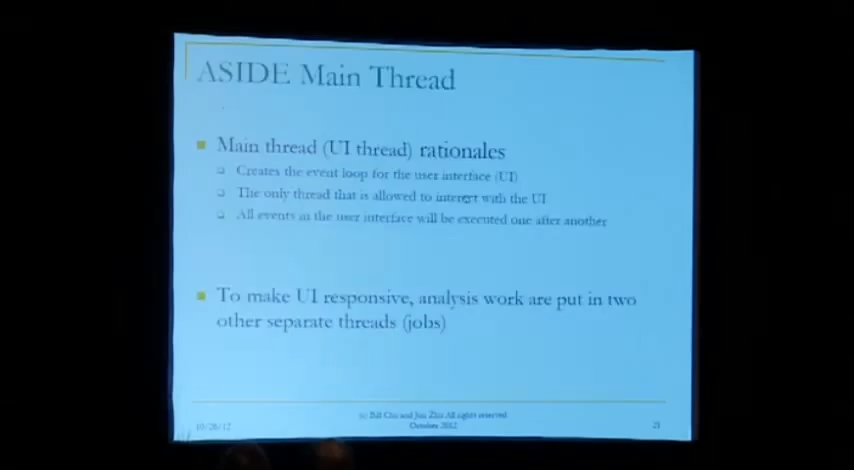 ASIDE Main Thread
Main thread (UI thread) rationales
Creates the event loop for the user interface (UI)
The only thread that is allowed to interact with the UI
All events in the user interface will be executed one after another
To make UI responsive, analysis work are put in two
other separate threads (jobs)
(c) Bill Chu and Jun Zhu All rights reserved
10/26/12
October 2012
21